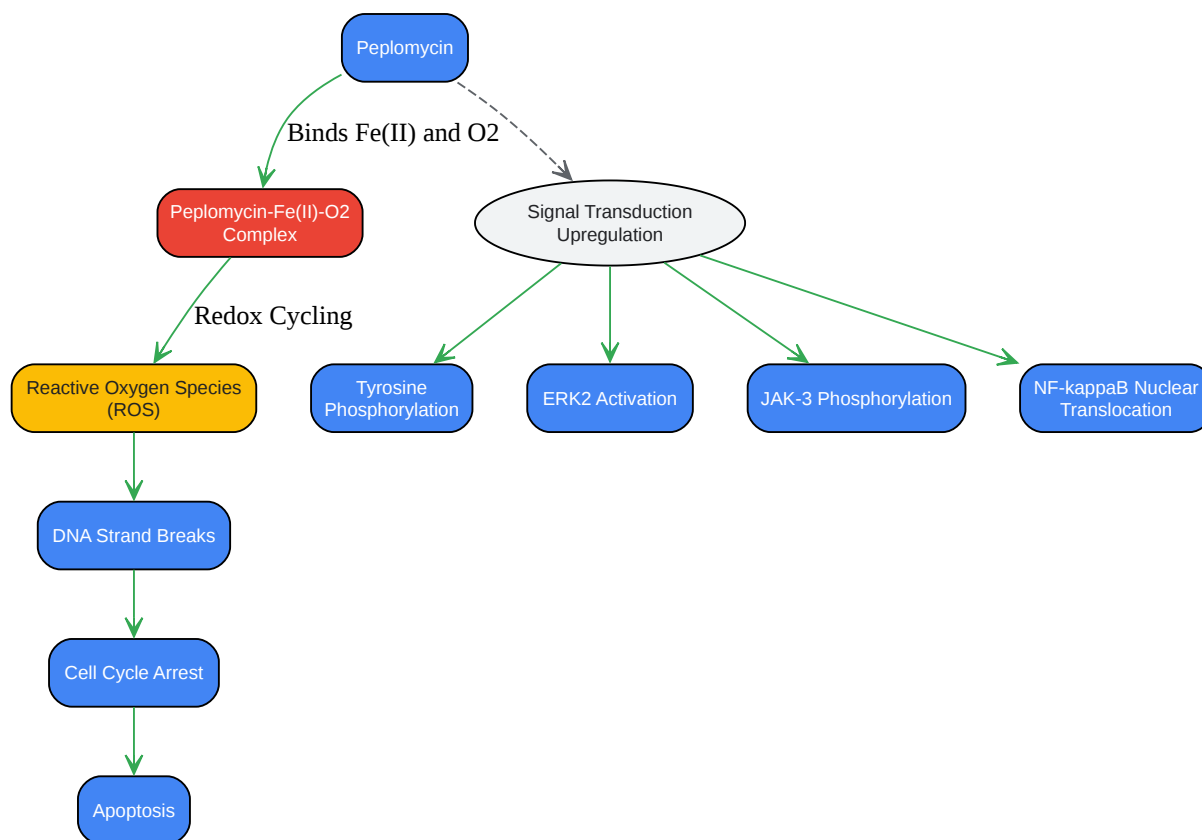 Peplomycin
Binds Fe(II) and O2
Peplomycin-Fe(II)-O2
Complex
Signal Transduction
Upregulation
Redox Cycling
Reactive Oxygen Species
(ROS)
Tyrosine
Phosphorylation
ERK2 Activation
JAK-3 Phosphorylation
NF-kappaB Nuclear
Translocation
DNA Strand Breaks
Cell Cycle Arrest
Apoptosis